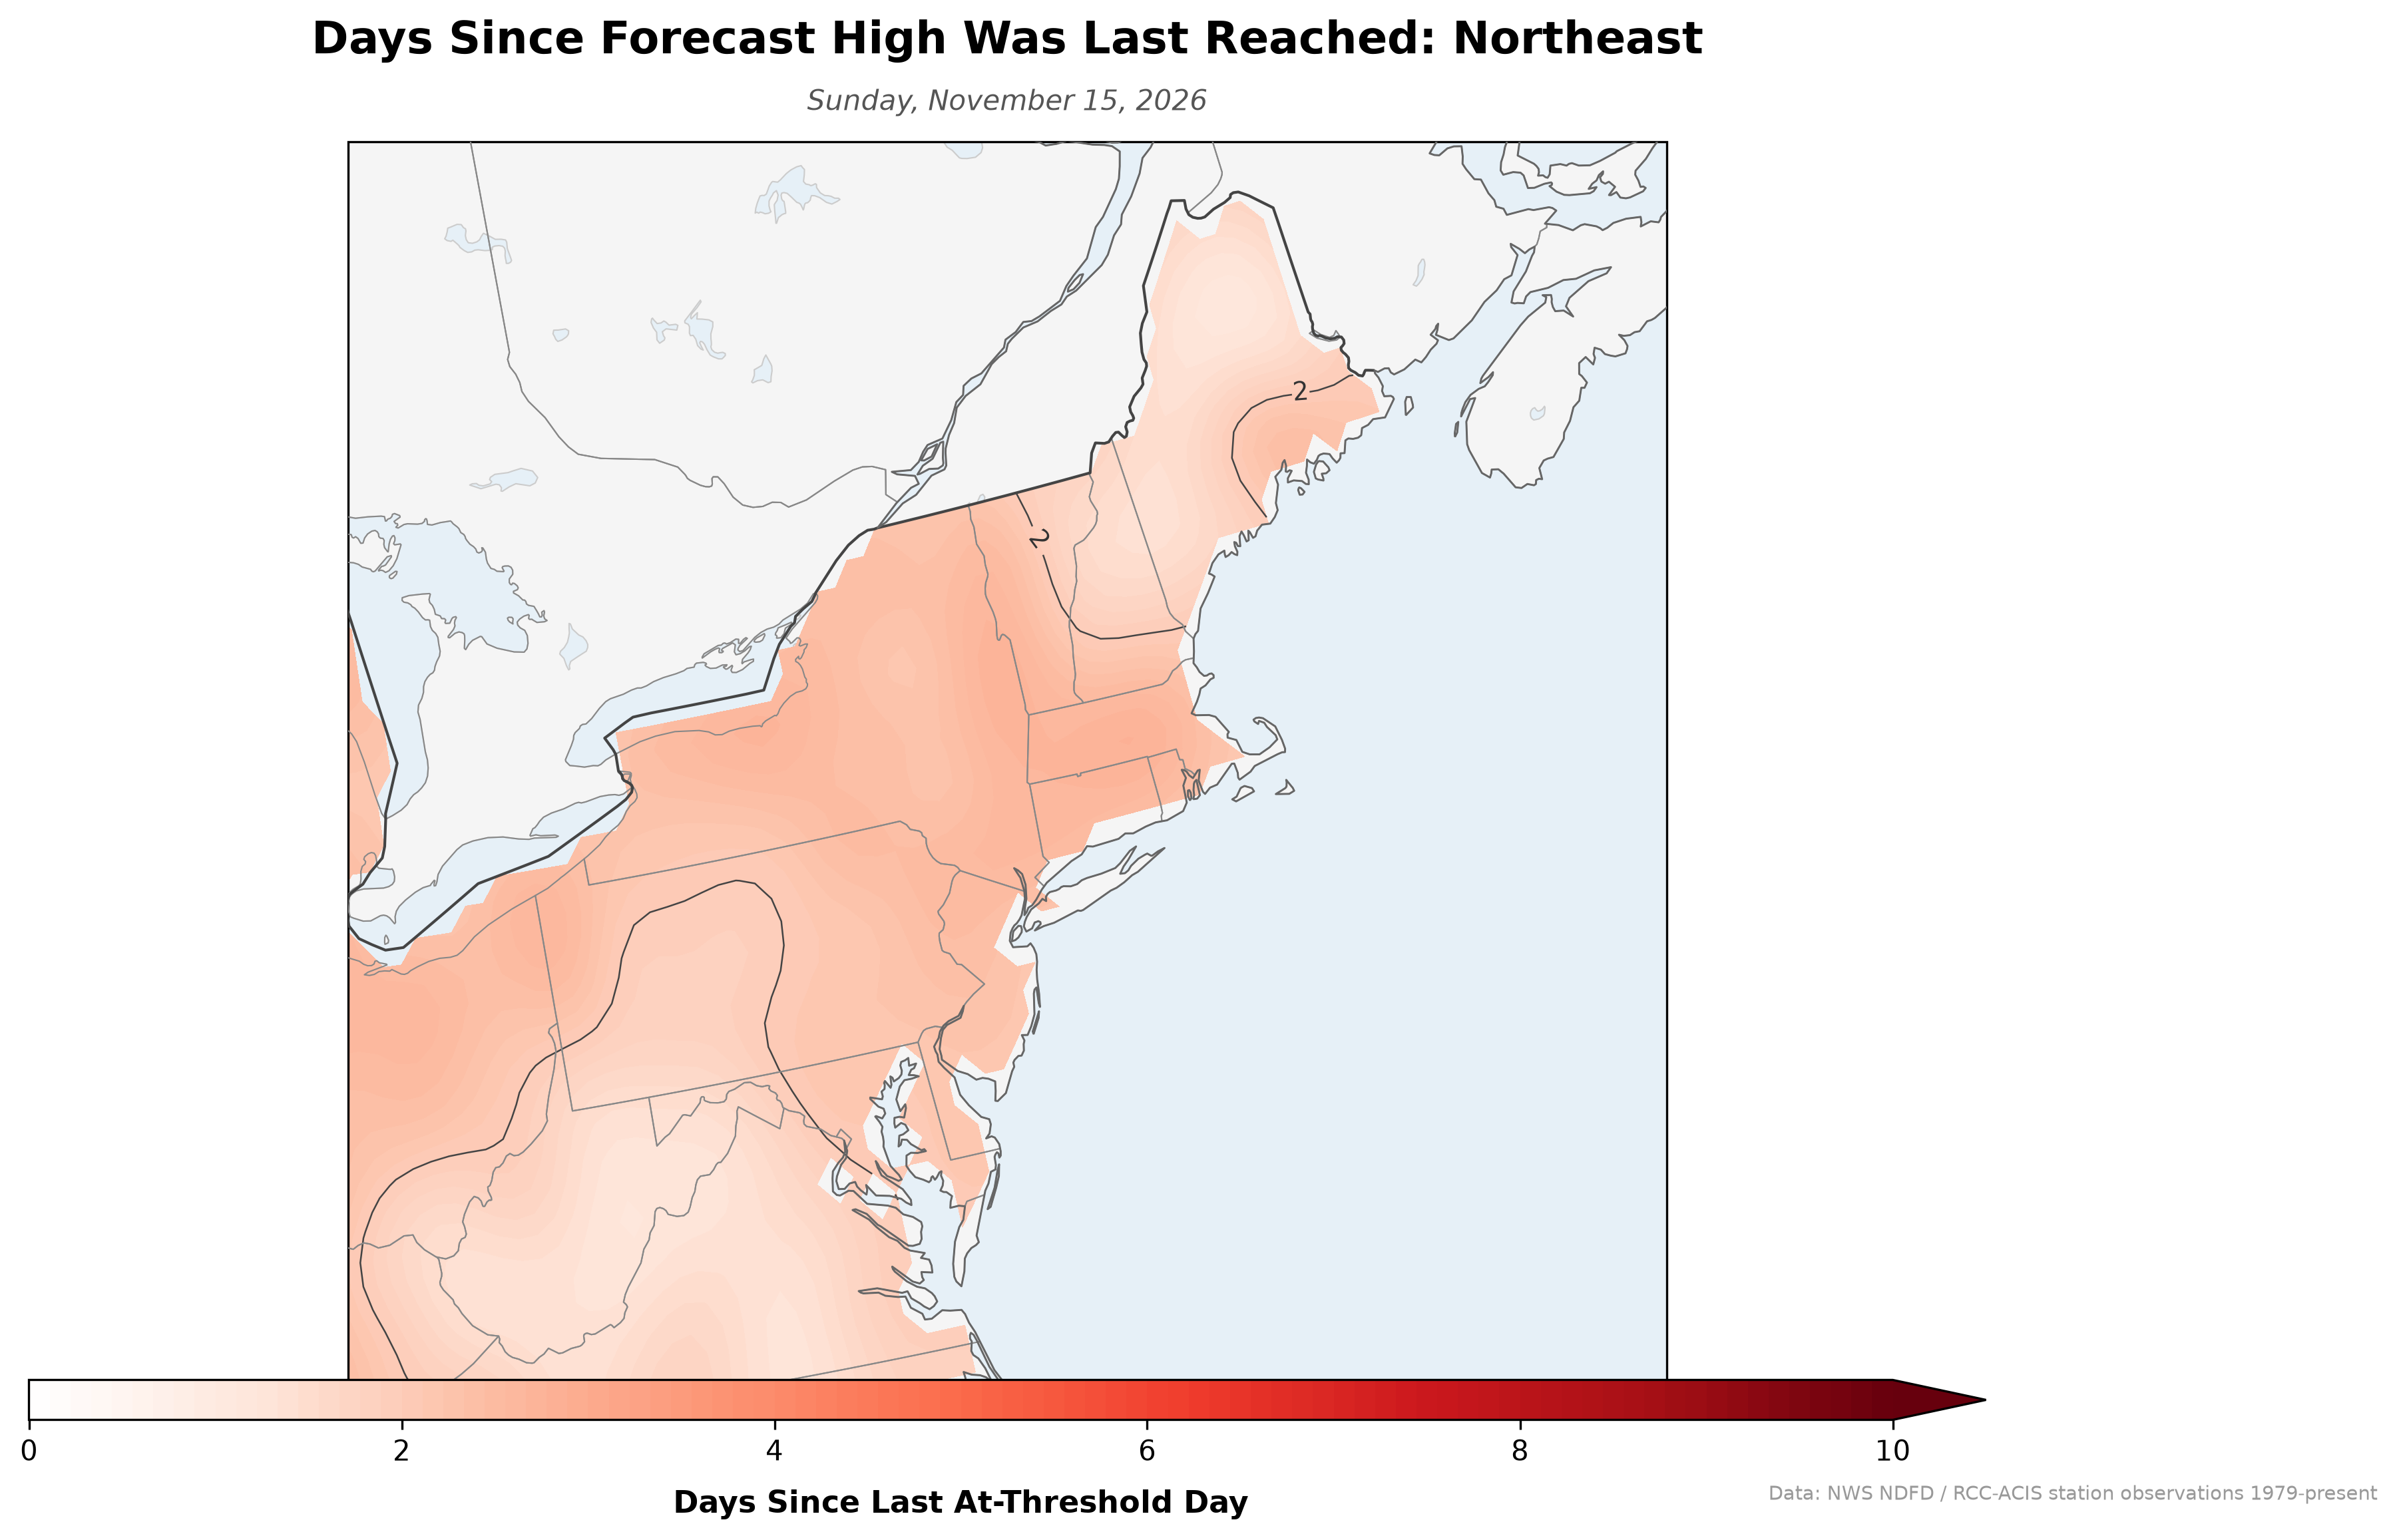 Days Since Forecast High Was Last Reached: Northeast
Sunday, November 15, 2026
2
2
0 2 4 6 8 10
Days Since Last At-Threshold Day
Data: NWS NDFD / RCC-ACIS station observations 1979-present